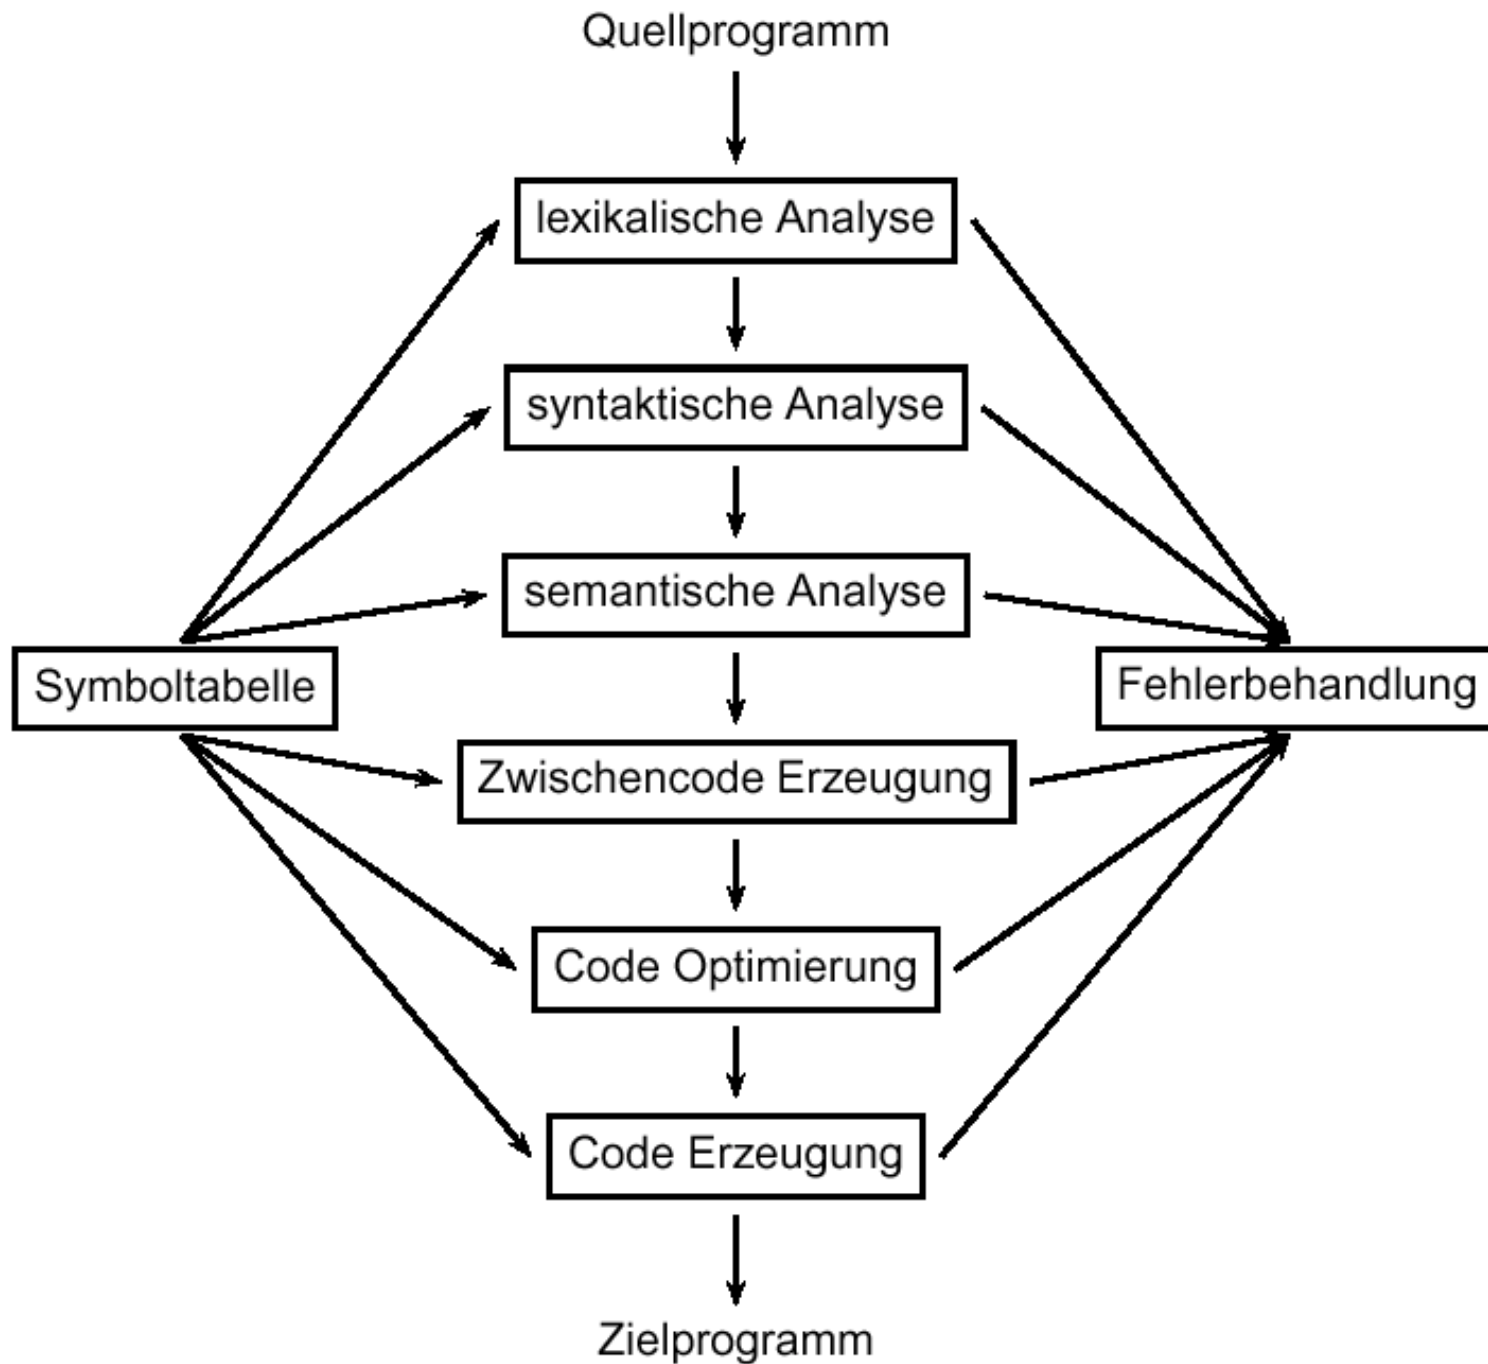 Quellprogramm
lexikalische Analyse
syntaktische Analyse
semantische Analyse
Symboltabelle
Fehlerbehandlung
Zwischencode Erzeugung
Code Optimierung
Code Erzeugung
Zielprogramm